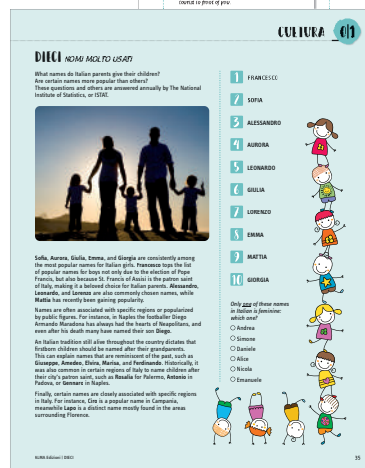 counsel to front of you
CULTURA 01
DIECI NOMI MOLTO USATI
What names do Italian parents give their children?
Are certain names more popular than others?
These questions and others are answered annually by The National
Institute of Statistics, or ISTAT.
Sofia, Aurora, Giulia, Emma, and Giorgia are consistently among
the most popular names for Italian girls. Francesco tops the list
of popular names for boys not only due to the election of Pope
Francis, but also because St. Francis of Assisi is the patron saint
of Italy, making it a beloved choice for Italian parents. Alessandro,
Leonardo, and Lorenzo are also commonly chosen names, while
Mattia has recently been gaining popularity.
Names are often associated with specific regions or popularized
by public figures. For instance, in Naples the footballer Diego
Armando Maradona has always had the hearts of Neapolitans, and
even after his death many have named their son Diego.
An Italian tradition still alive throughout the country dictates that
firstborn children should be named after their grandparents.
This can explain names that are reminiscent of the past, such as
Giuseppe, Amedeo, Elvira, Marisa, and Ferdinando. Historically, it
was also common in certain regions of Italy to name children after
their city's patron saint, such as Rosalia for Palermo, Antonio in
Padova, or Gennaro in Naples.
Finally, certain names are closely associated with specific regions
in Italy. For instance, Ciro is a popular name in Campania,
meanwhile Lapo is a distinct name mostly found in the areas
surrounding Florence.
1 FRANCESCO
2 SOFIA
3 ALESSANDRO
4 AURORA
5 LEONARDO
6 GIULIA
7 LORENZO
8 EMMA
9 MATTIA
10 GIORGIA
Only one of these names
in Italian is feminine:
which one?
Andrea
Simone
Daniele
Alice
Nicola
Emanuele
ALMA Edizioni | DIECI
35